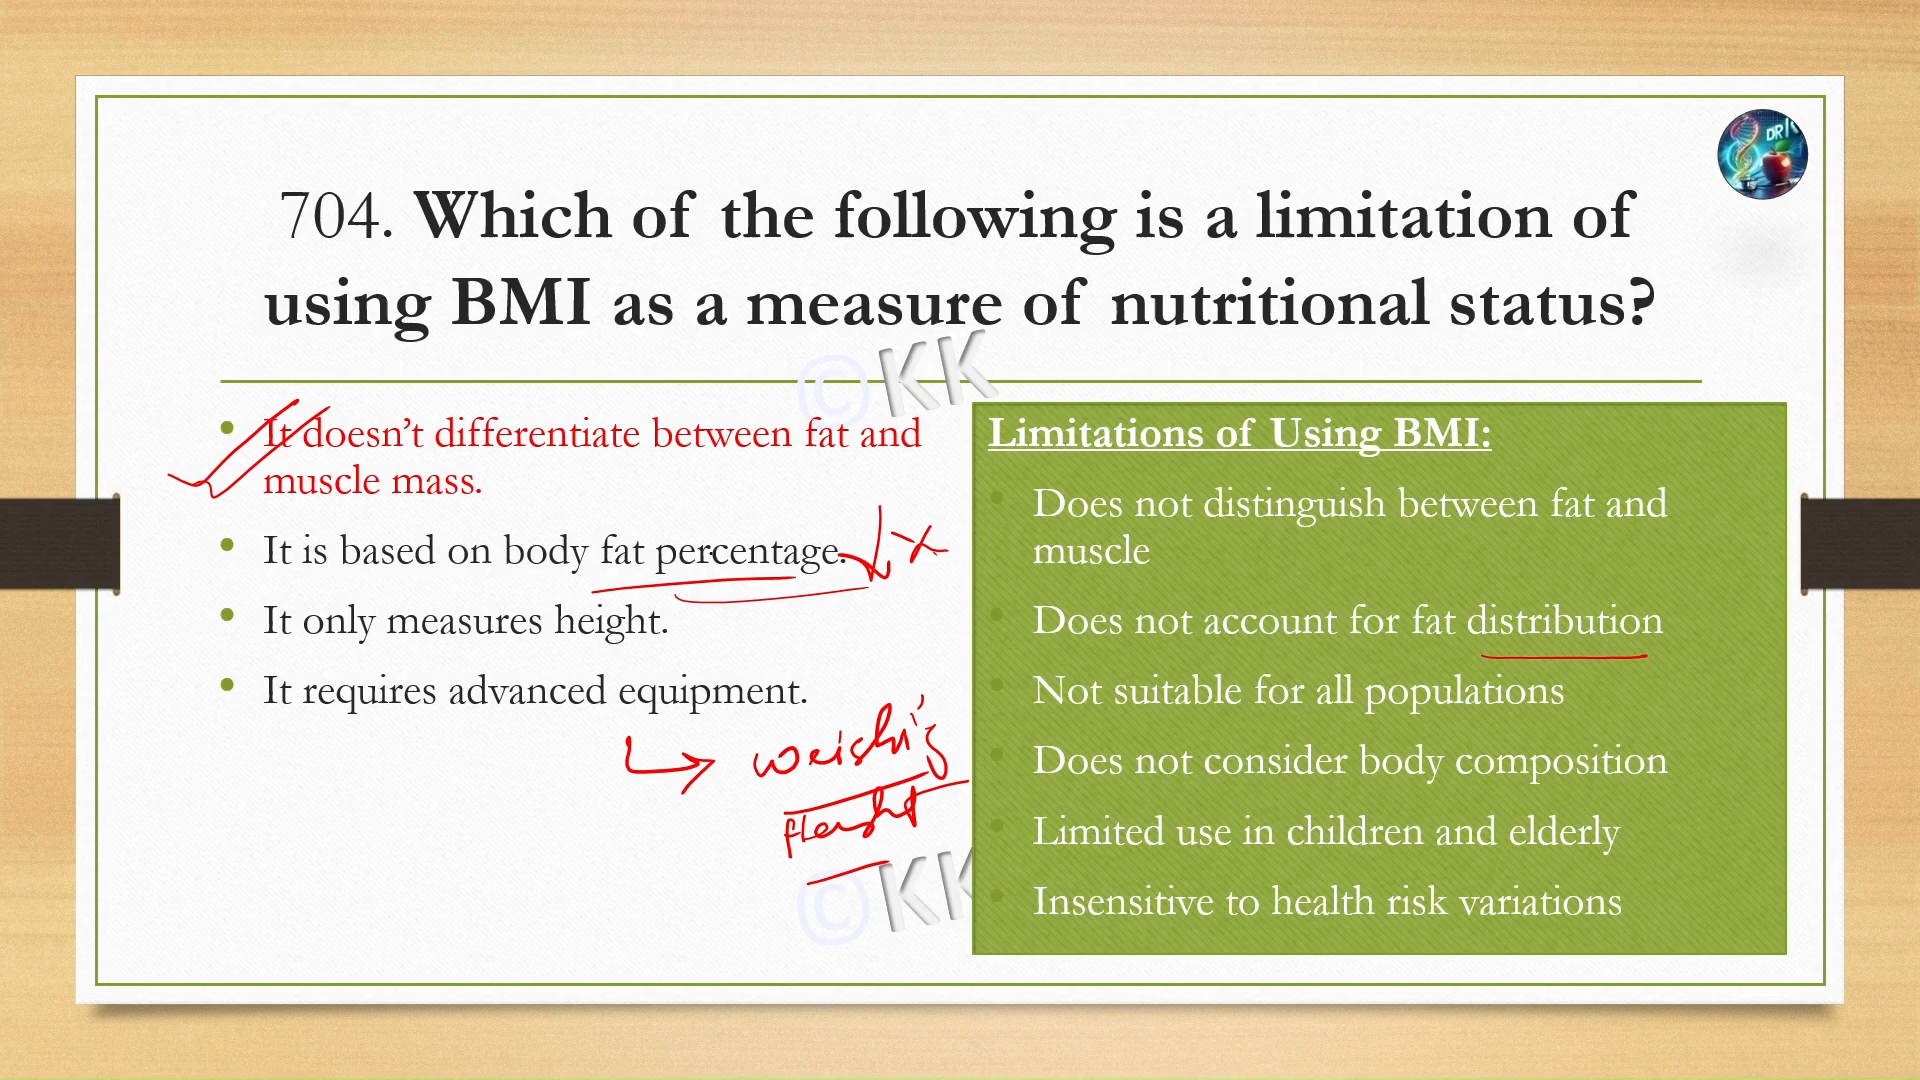 DR
704. Which of the following is a limitation of
using BMI as a measure of nutritional status?
©KK
• It doesn’t differentiate between fat and
muscle mass.
• It is based on body fat percentage.
• It only measures height.
• It requires advanced equipment.
©KK
Limitations of Using BMI:
Does not distinguish between fat and
muscle
Does not account for fat distribution
Not suitable for all populations
Does not consider body composition
Limited use in children and elderly
Insensitive to health risk variations